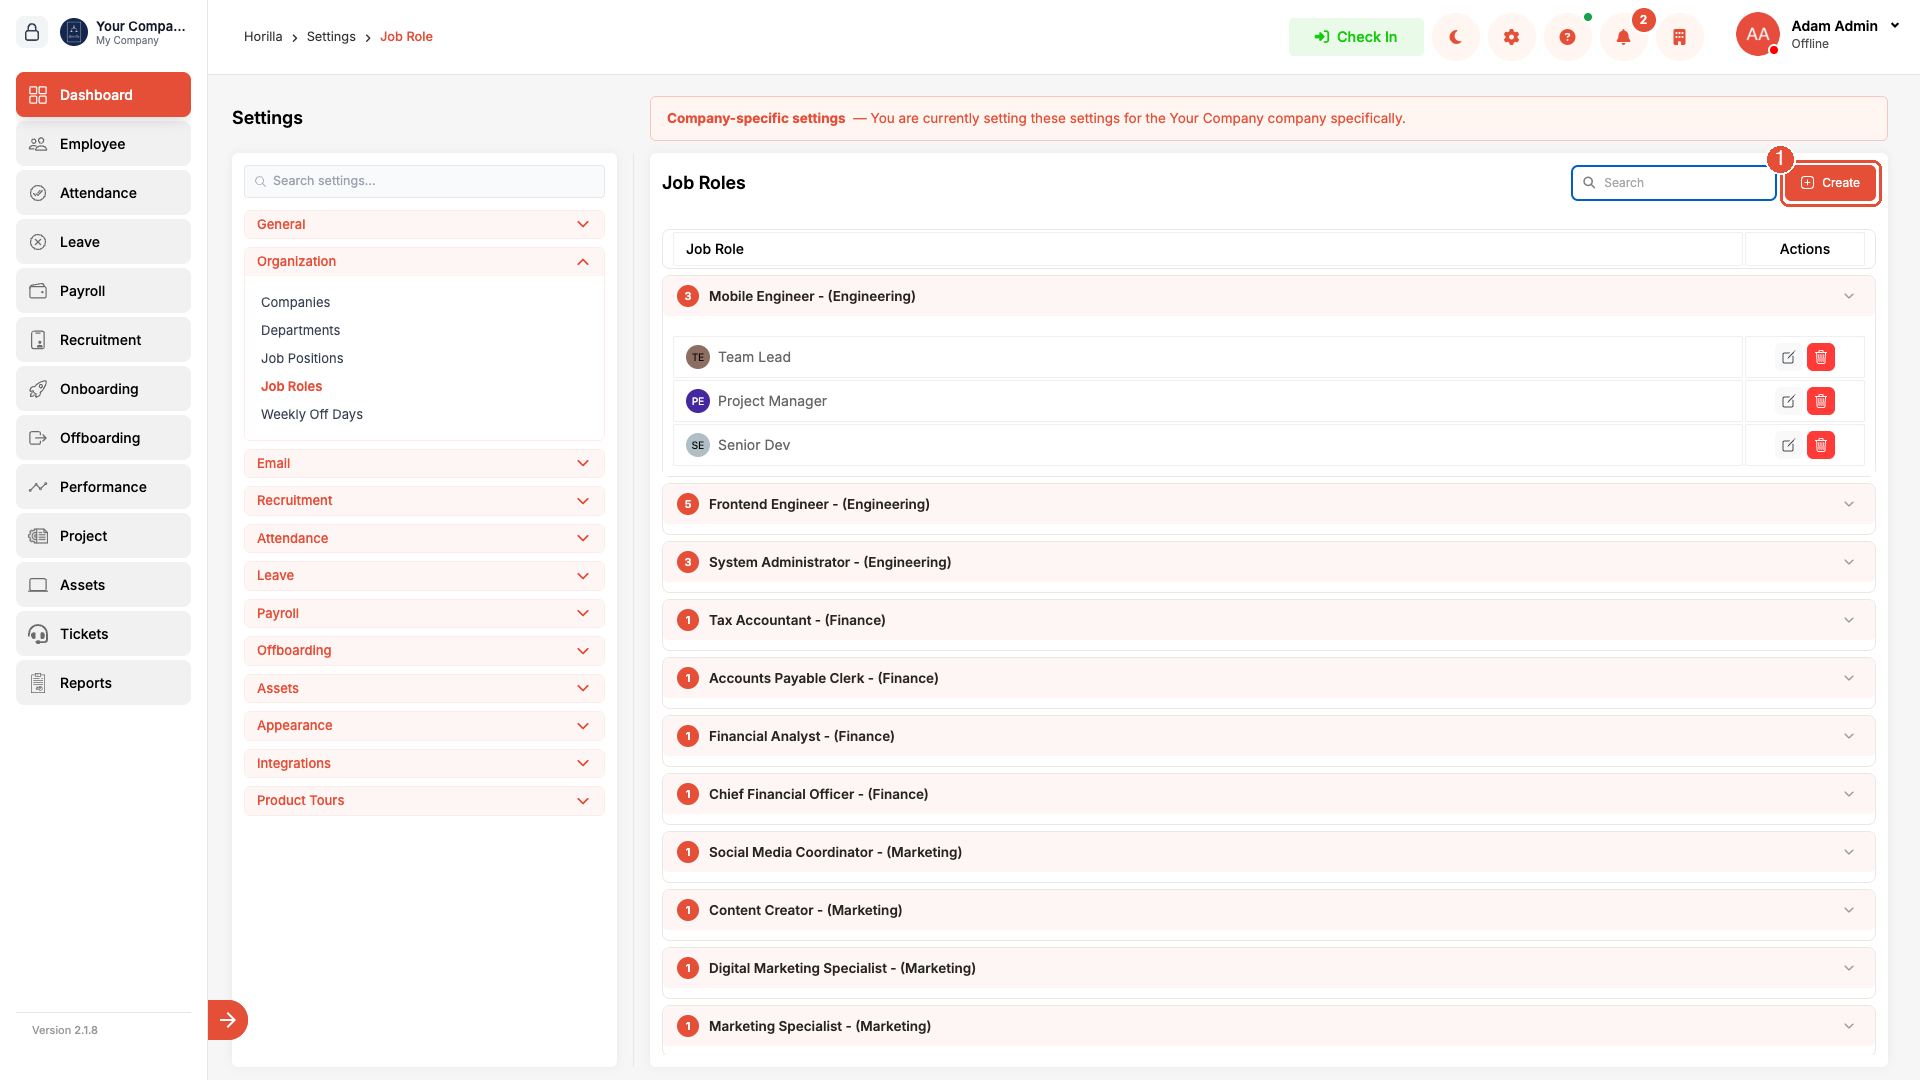 Your Compa...
My Company
Dashboard
Employee
Attendance
Leave
Payroll
Recruitment
Onboarding
Offboarding
Performance
Project
Assets
Tickets
Reports
Version 2.1.8
Horilla > Settings > Job Role
Check In
?
2
AA
Adam Admin
Offline
Settings
Search settings...
General
Organization
Companies
Departments
Job Positions
Job Roles
Weekly Off Days
Email
Recruitment
Attendance
Leave
Payroll
Offboarding
Assets
Appearance
Integrations
Product Tours
Company-specific settings — You are currently setting these settings for the Your Company company specifically.
Job Roles
Search
1
Create
Job Role Actions
3 Mobile Engineer - (Engineering)
TE Team Lead
PE Project Manager
SE Senior Dev
5 Frontend Engineer - (Engineering)
3 System Administrator - (Engineering)
1 Tax Accountant - (Finance)
1 Accounts Payable Clerk - (Finance)
1 Financial Analyst - (Finance)
1 Chief Financial Officer - (Finance)
1 Social Media Coordinator - (Marketing)
1 Content Creator - (Marketing)
1 Digital Marketing Specialist - (Marketing)
1 Marketing Specialist - (Marketing)